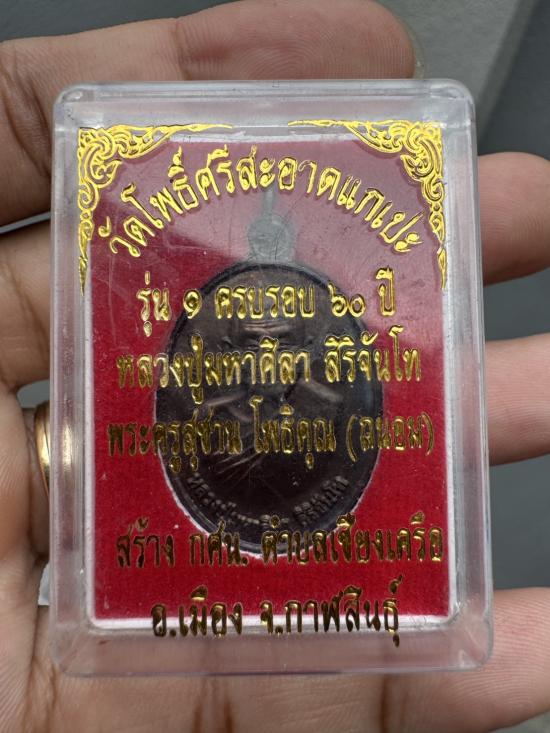 วัดโพธิ์ศรีสะอาดแกเปะ
รุ่น ๑ ครบรอบ ๖๐ ปี
หลวงปู่มหาศิลา สิริจันโท
พระครูสุชาน โพธิคุณ (ถนอม)
สร้าง กศน. ตำบลเชียงเครือ
อ.เมือง จ.กาฬสินธุ์